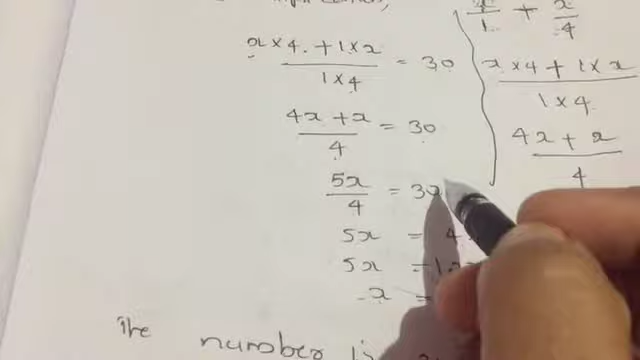 x × 4 + 1 × x / 1 × 4 = 30
4x + x / 4 = 30
5x / 4 = 30
5x = 4
5x =
x =
The number is
x/1 + x/4
x × 4 + 1 × x / 1 × 4
4x + x / 4